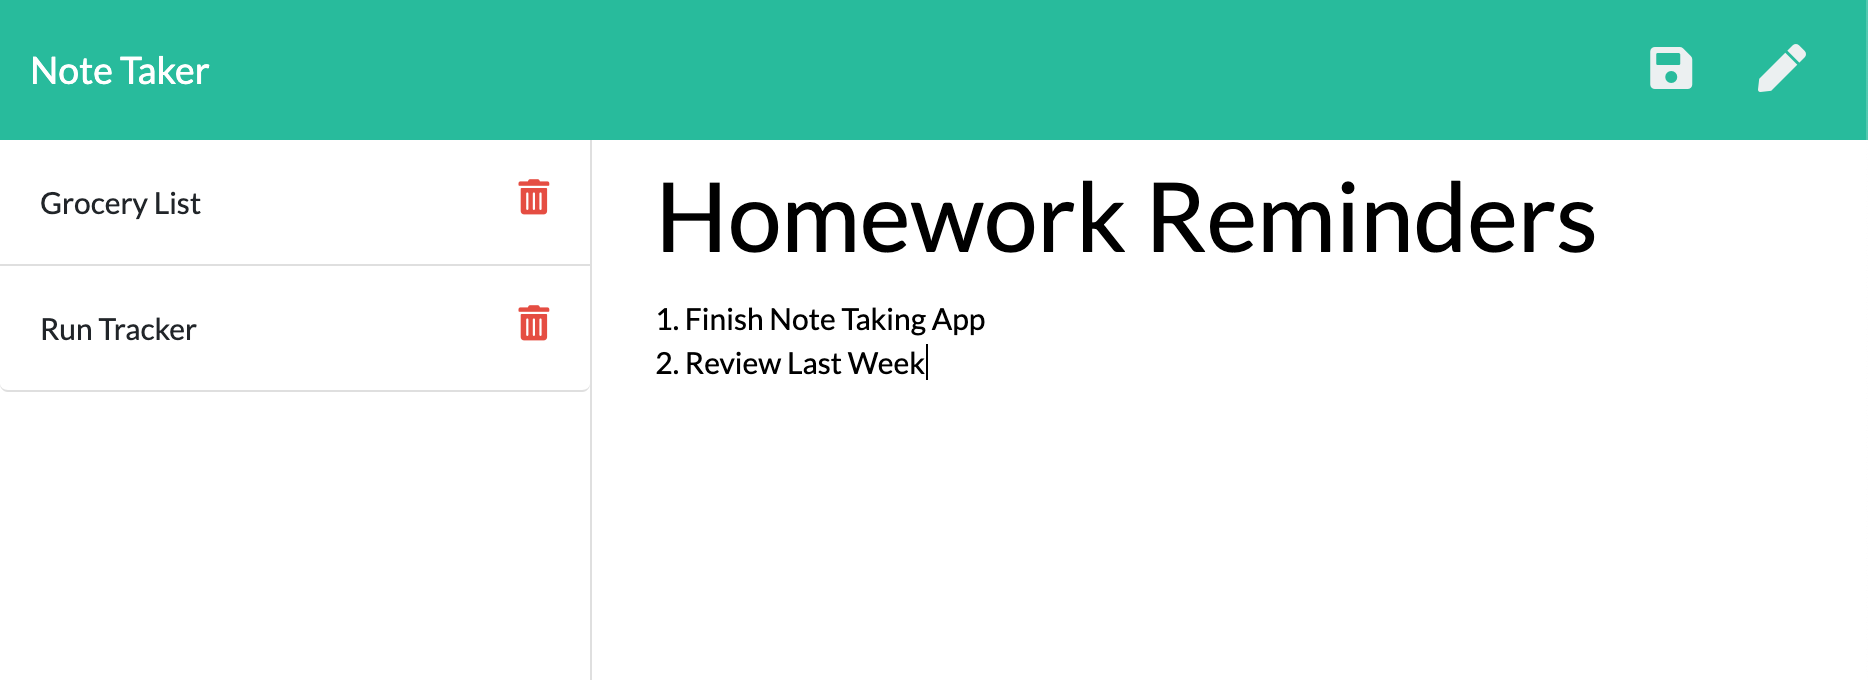 Note Taker
Grocery List
Run Tracker
Homework Reminders
1. Finish Note Taking App
2. Review Last Week